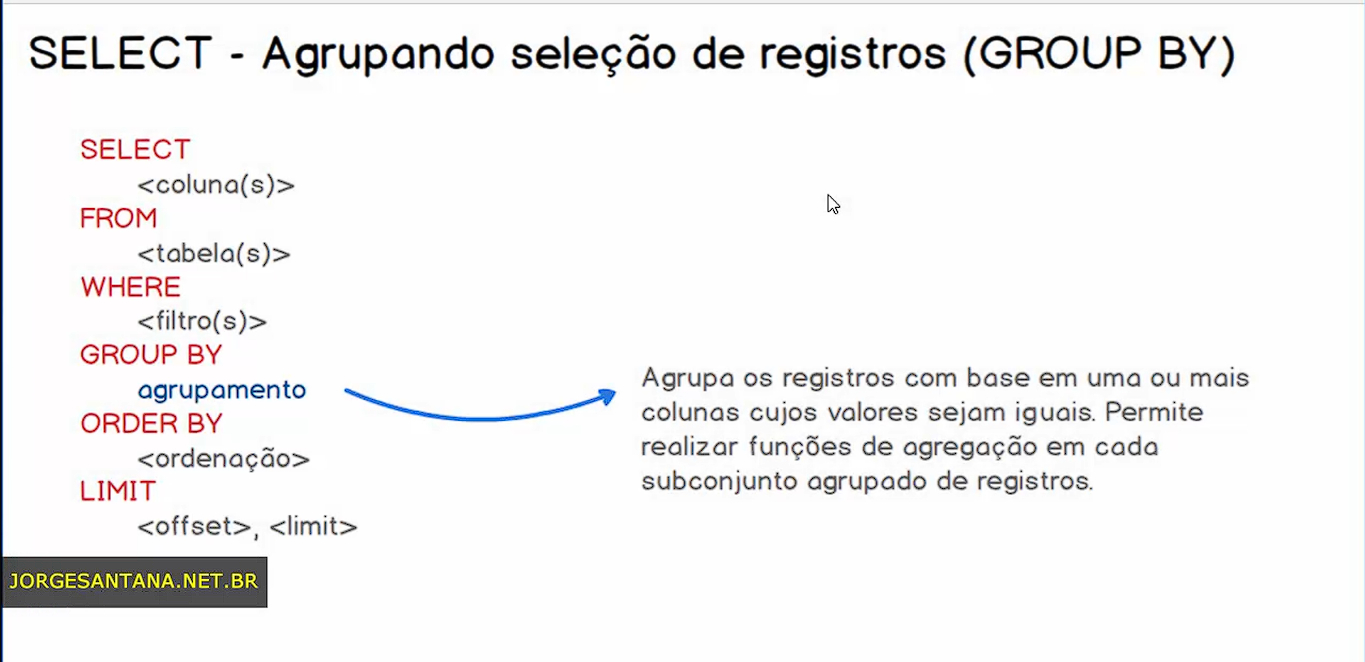 SELECT - Agrupando seleção de registros (GROUP BY)
SELECT
<coluna(s)>
FROM
<tabela(s)>
WHERE
<filtro(s)>
GROUP BY
agrupamento
ORDER BY
<ordenação>
LIMIT
<offset>, <limit>
Agrupa os registros com base em uma ou mais
colunas cujos valores sejam iguais. Permite
realizar funções de agregação em cada
subconjunto agrupado de registros.
JORGESANTANA.NET.BR